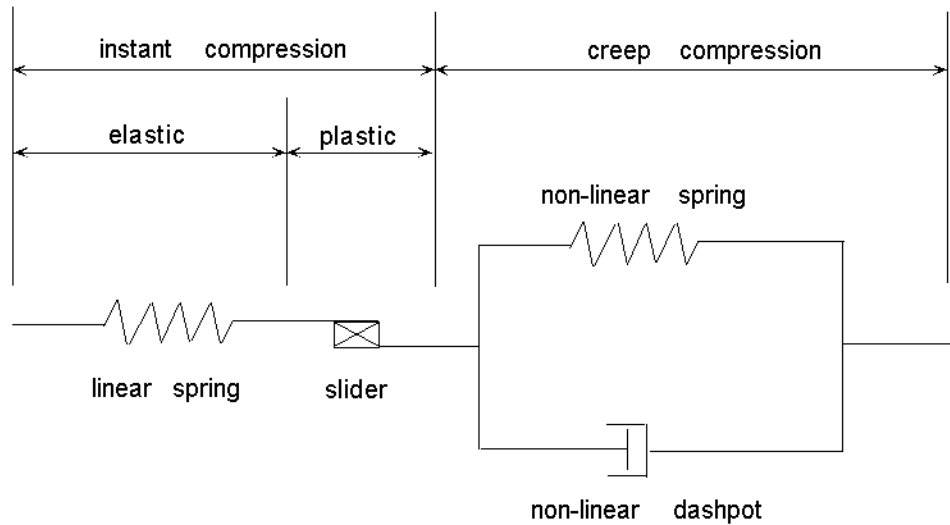 instant compression
creep compression
elastic
plastic
non-linear spring
linear spring
slider
non-linear dashpot